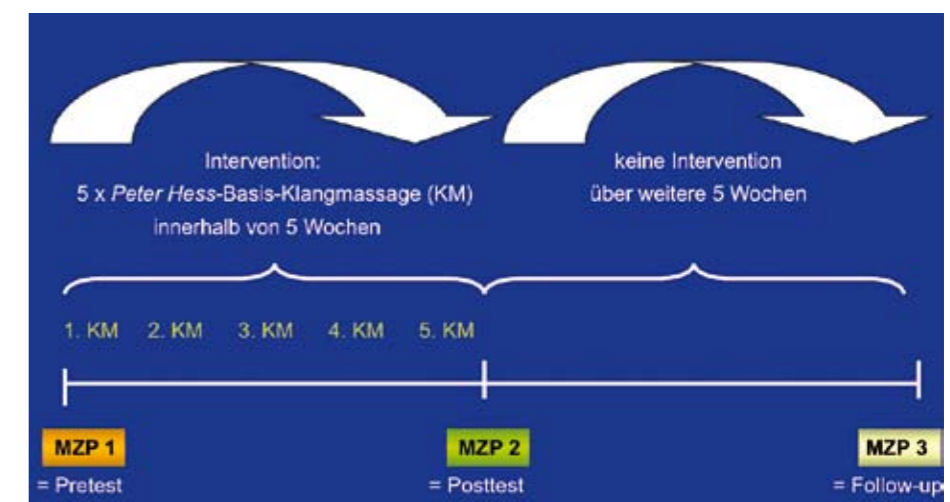 Intervention:
5 x Peter Hess-Basis-Klangmassage (KM)
innerhalb von 5 Wochen
keine Intervention
über weitere 5 Wochen
1. KM 2. KM 3. KM 4. KM 5. KM
MZP 1 MZP 2 MZP 3
= Pretest = Posttest = Follow-up